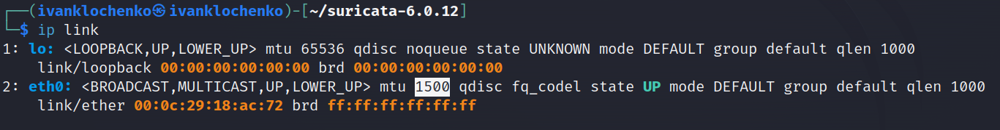 ┌──(ivanklochenko㉿ivanklochenko)-[~/suricata-6.0.12]
└─$ ip link
1: lo: <LOOPBACK,UP,LOWER_UP> mtu 65536 qdisc noqueue state UNKNOWN mode DEFAULT group default qlen 1000
    link/loopback 00:00:00:00:00:00 brd 00:00:00:00:00:00
2: eth0: <BROADCAST,MULTICAST,UP,LOWER_UP> mtu 1500 qdisc fq_codel state UP mode DEFAULT group default qlen 1000
    link/ether 00:0c:29:18:ac:72 brd ff:ff:ff:ff:ff:ff